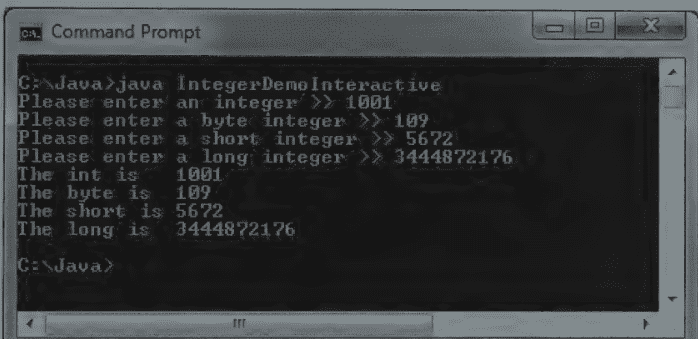 Command Prompt
C:\Java>java IntegerDemoInteractive
Please enter an integer >> 1001
Please enter a byte integer >> 109
Please enter a short integer >> 5672
Please enter a long integer >> 3444872176
The int is   1001
The byte is  109
The short is 5672
The long is  3444872176
C:\Java>